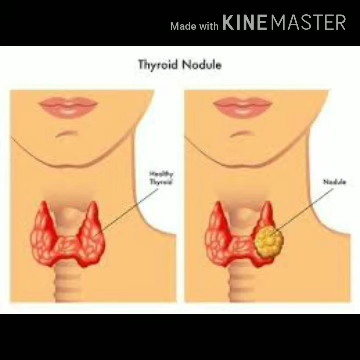 Made with KINEMASTER
Thyroid Nodule
Healthy
Thyroid
Nodule